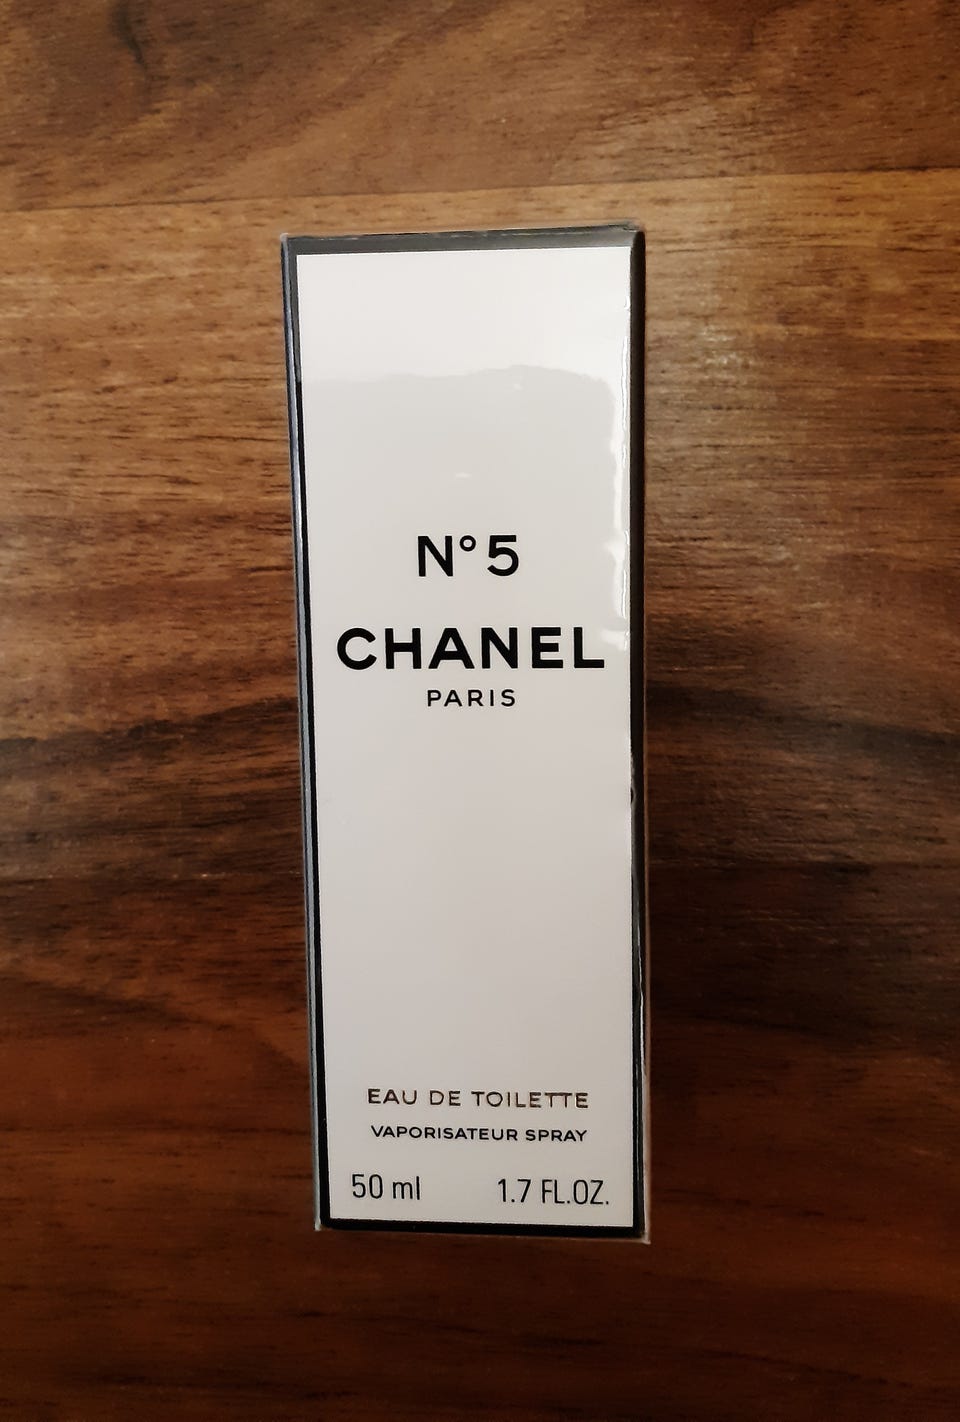 N° 5
CHANEL
PARIS
EAU DE TOILETTE
VAPORISATEUR SPRAY
50 ml 1.7 FL.OZ.